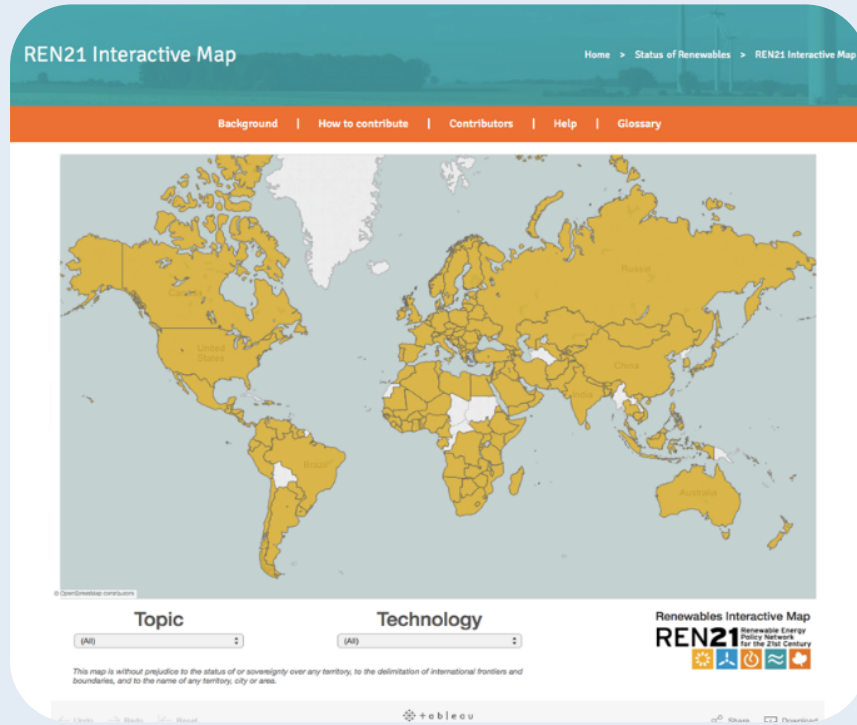 REN21 Interactive Map
Home > Status of Renewables > REN21 Interactive Map
Background | How to contribute | Contributors | Help | Glossary
Canada
Russia
United
States
China
India
Brazil
Australia
© OpenStreetMap contributors
Topic
Technology
(All)
(All)
Renewables Interactive Map
REN21 Renewable Energy
Policy Network
for the 21st Century
This map is without prejudice to the status of or sovereignty over any territory, to the delimitation of international frontiers and
boundaries, and to the name of any territory, city or area.
← Undo → Redo Reset
+ableau
Share Download